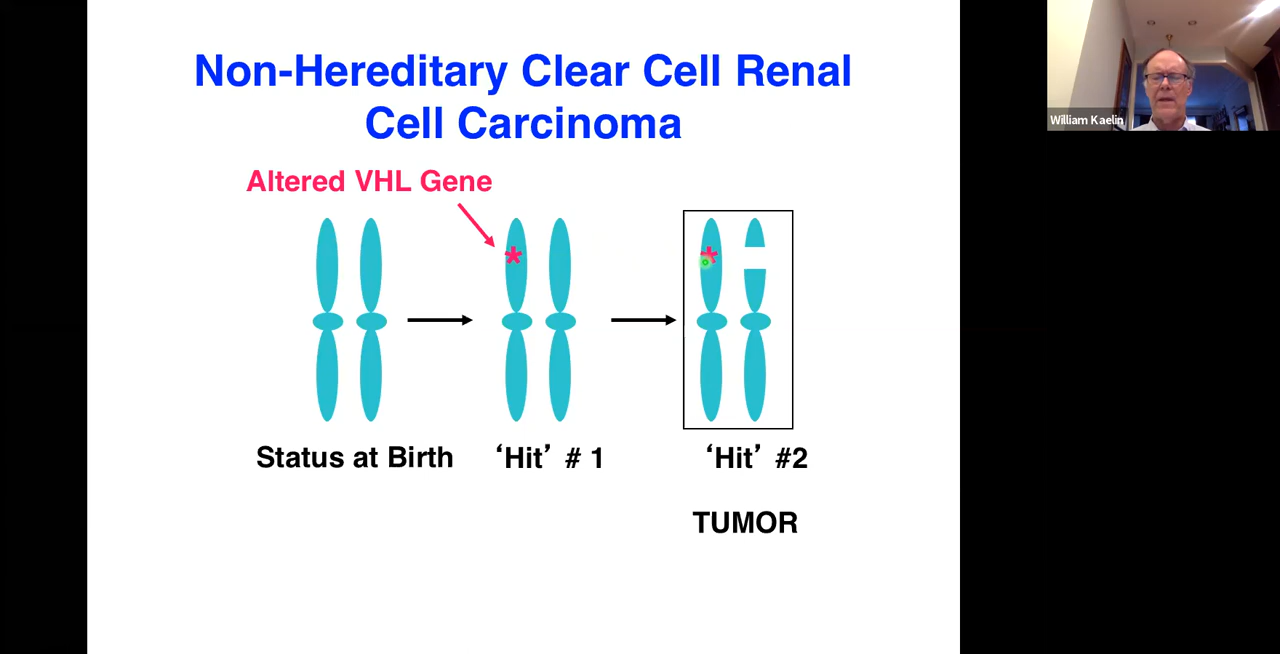 Non-Hereditary Clear Cell Renal
Cell Carcinoma
Altered VHL Gene
*
*
Status at Birth
‘Hit’ # 1
‘Hit’ #2
TUMOR
William Kaelin